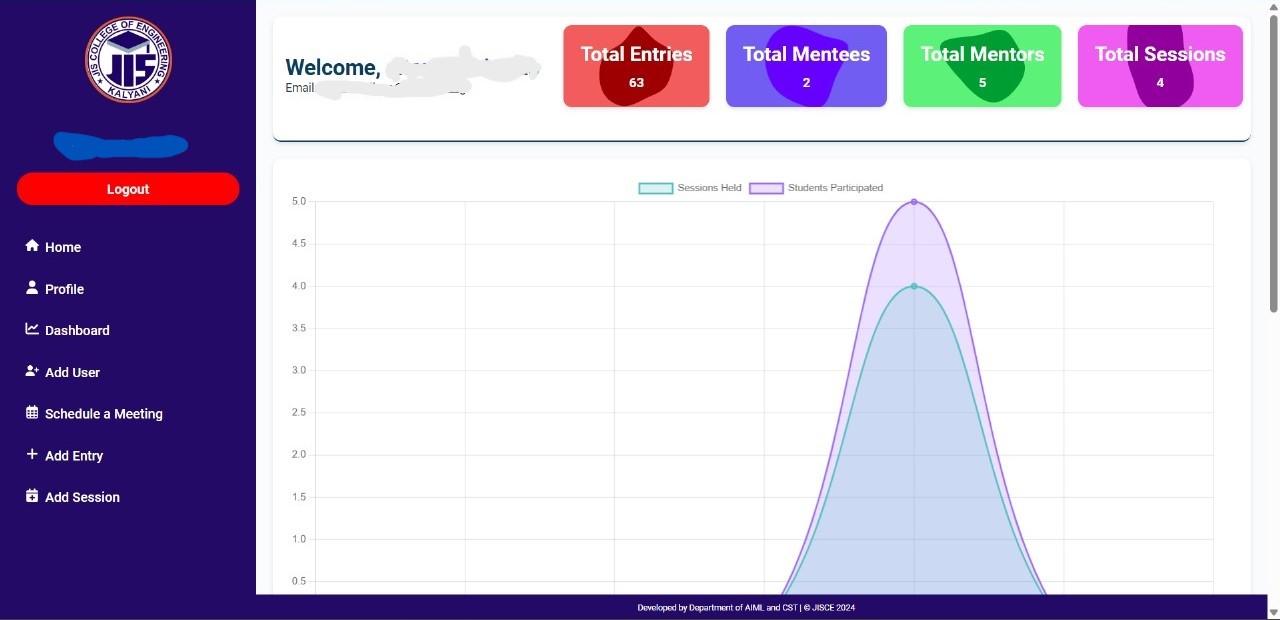 JIS COLLEGE OF ENGINEERING
JIS
KALYANI
Logout
Home
Profile
Dashboard
Add User
Schedule a Meeting
Add Entry
Add Session
Welcome,
Email
Total Entries
63
Total Mentees
2
Total Mentors
5
Total Sessions
4
Sessions Held
Students Participated
5.0
4.5
4.0
3.5
3.0
2.5
2.0
1.5
1.0
0.5
Developed by Department of AIML and CST | © JISCE 2024